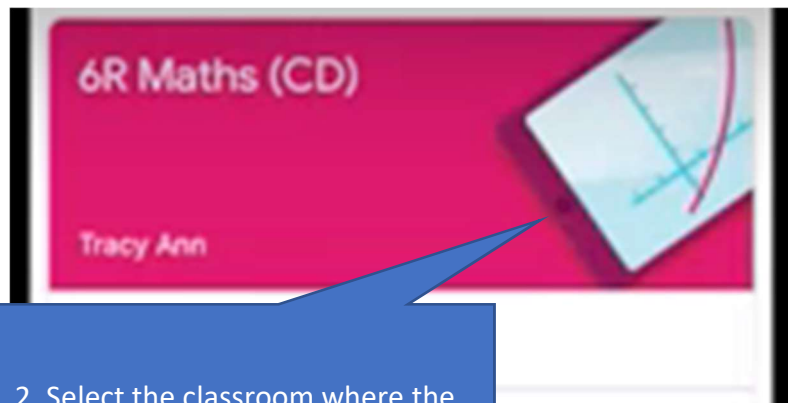 6R Maths (CD)
Tracy Ann
2. Select the classroom where the